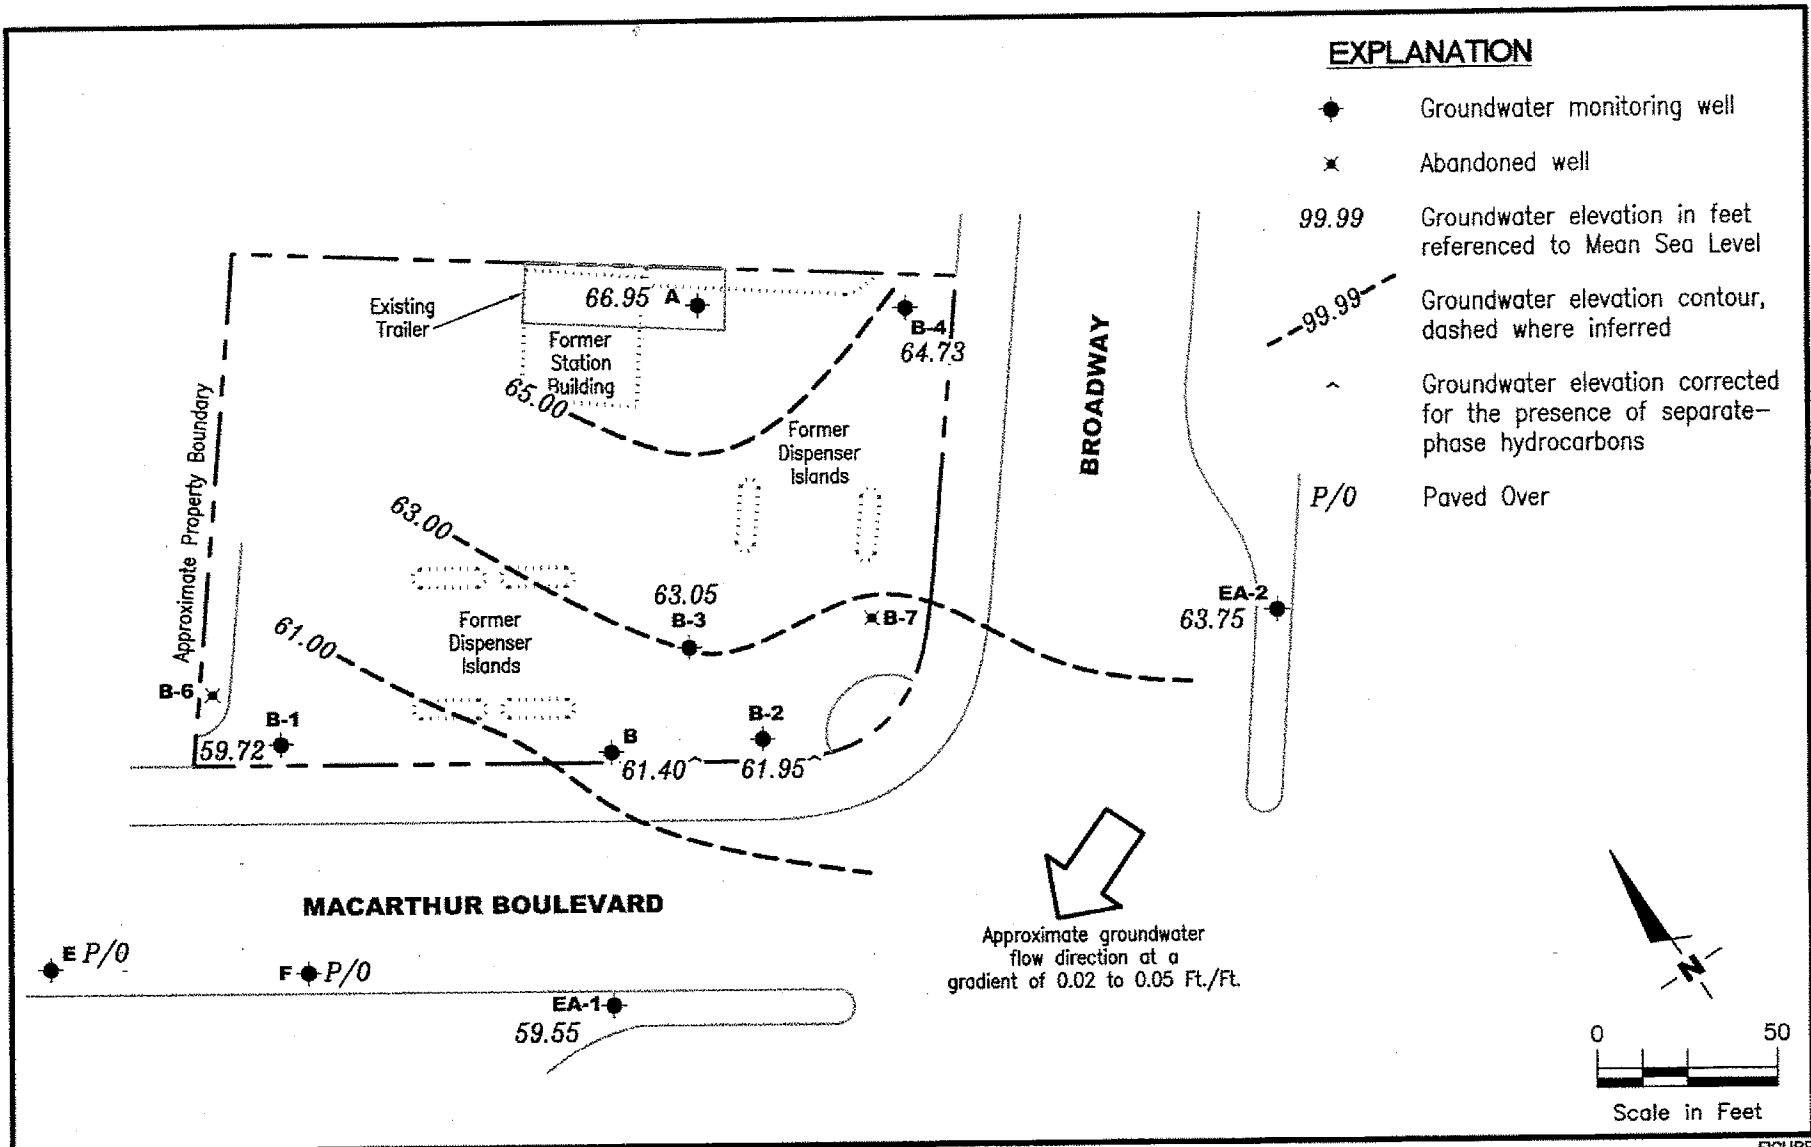 EXPLANATION
Groundwater monitoring well
Abandoned well
99.99
Groundwater elevation in feet
referenced to Mean Sea Level
99.99
Groundwater elevation contour,
dashed where inferred
^
Groundwater elevation corrected
for the presence of separate-
phase hydrocarbons
P/O
Paved Over
Existing
Trailer
66.95
A
Former
Station
Building
B-4
64.73
65.00
BROADWAY
Approximate Property Boundary
Former
Dispenser
Islands
63.00
63.05
B-3
B-7
EA-2
63.75
61.00
Former
Dispenser
Islands
B-6
B-1
59.72
B
61.40^
B-2
61.95^
MACARTHUR BOULEVARD
Approximate groundwater
flow direction at a
gradient of 0.02 to 0.05 Ft./Ft.
E P/O
F P/O
EA-1
59.55
N
0 50
Scale in Feet
FIGURE